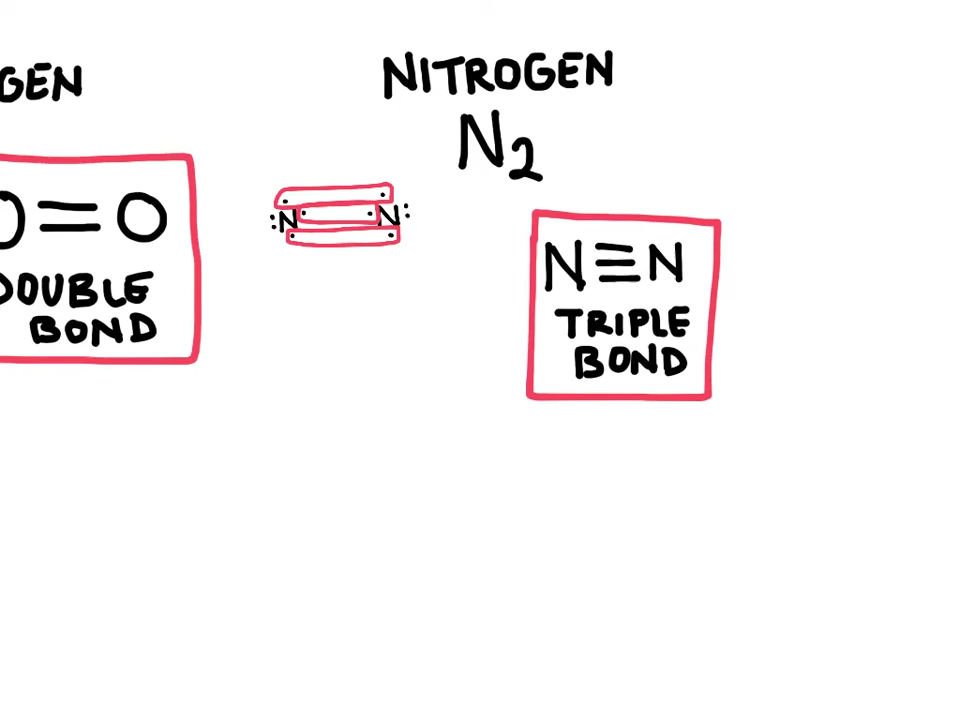 GEN
O=O
DOUBLE
BOND
NITROGEN
N2
:N N:
N≡N
TRIPLE
BOND